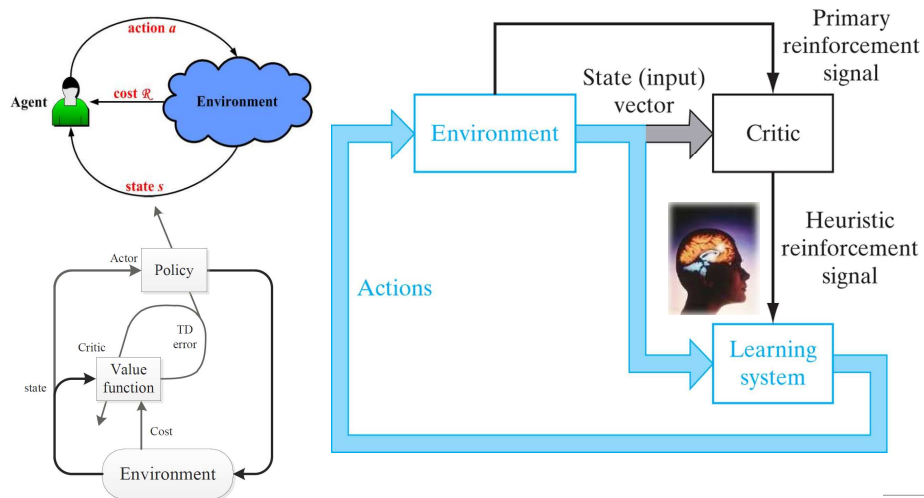 action a
Agent
cost ℛ
Environment
state s
Actor
Policy
TD
error
Critic
Value
function
state
Cost
Environment
Primary
reinforcement
signal
State (input)
vector
Environment
Critic
Heuristic
reinforcement
signal
Actions
Learning
system